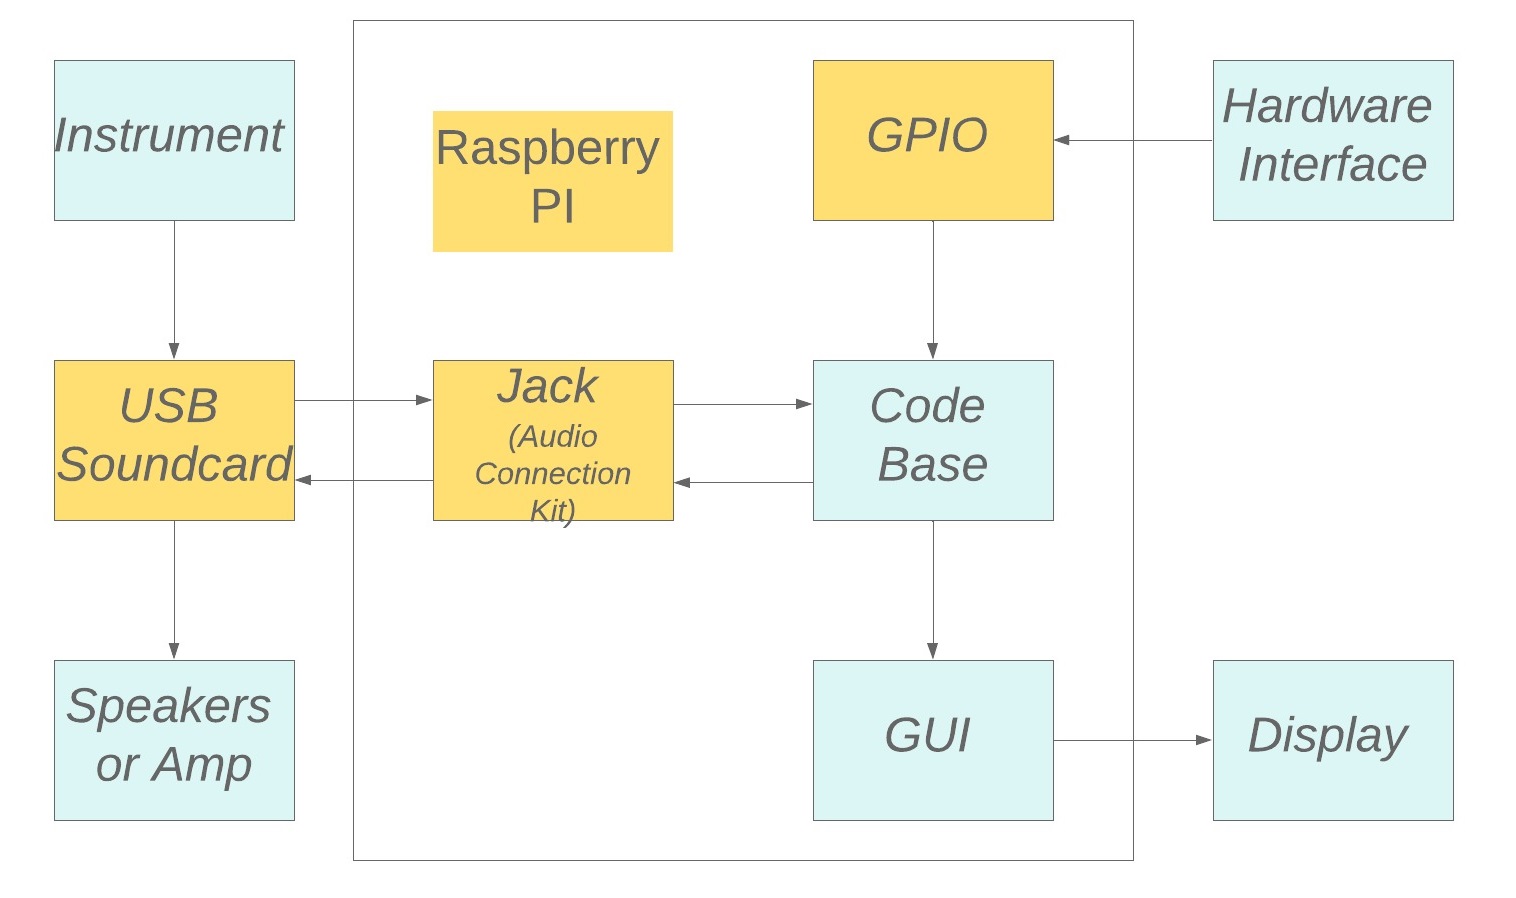 Instrument
Raspberry
PI
GPIO
Hardware
Interface
USB
Soundcard
Jack
(Audio
Connection
Kit)
Code
Base
Speakers
or Amp
GUI
Display